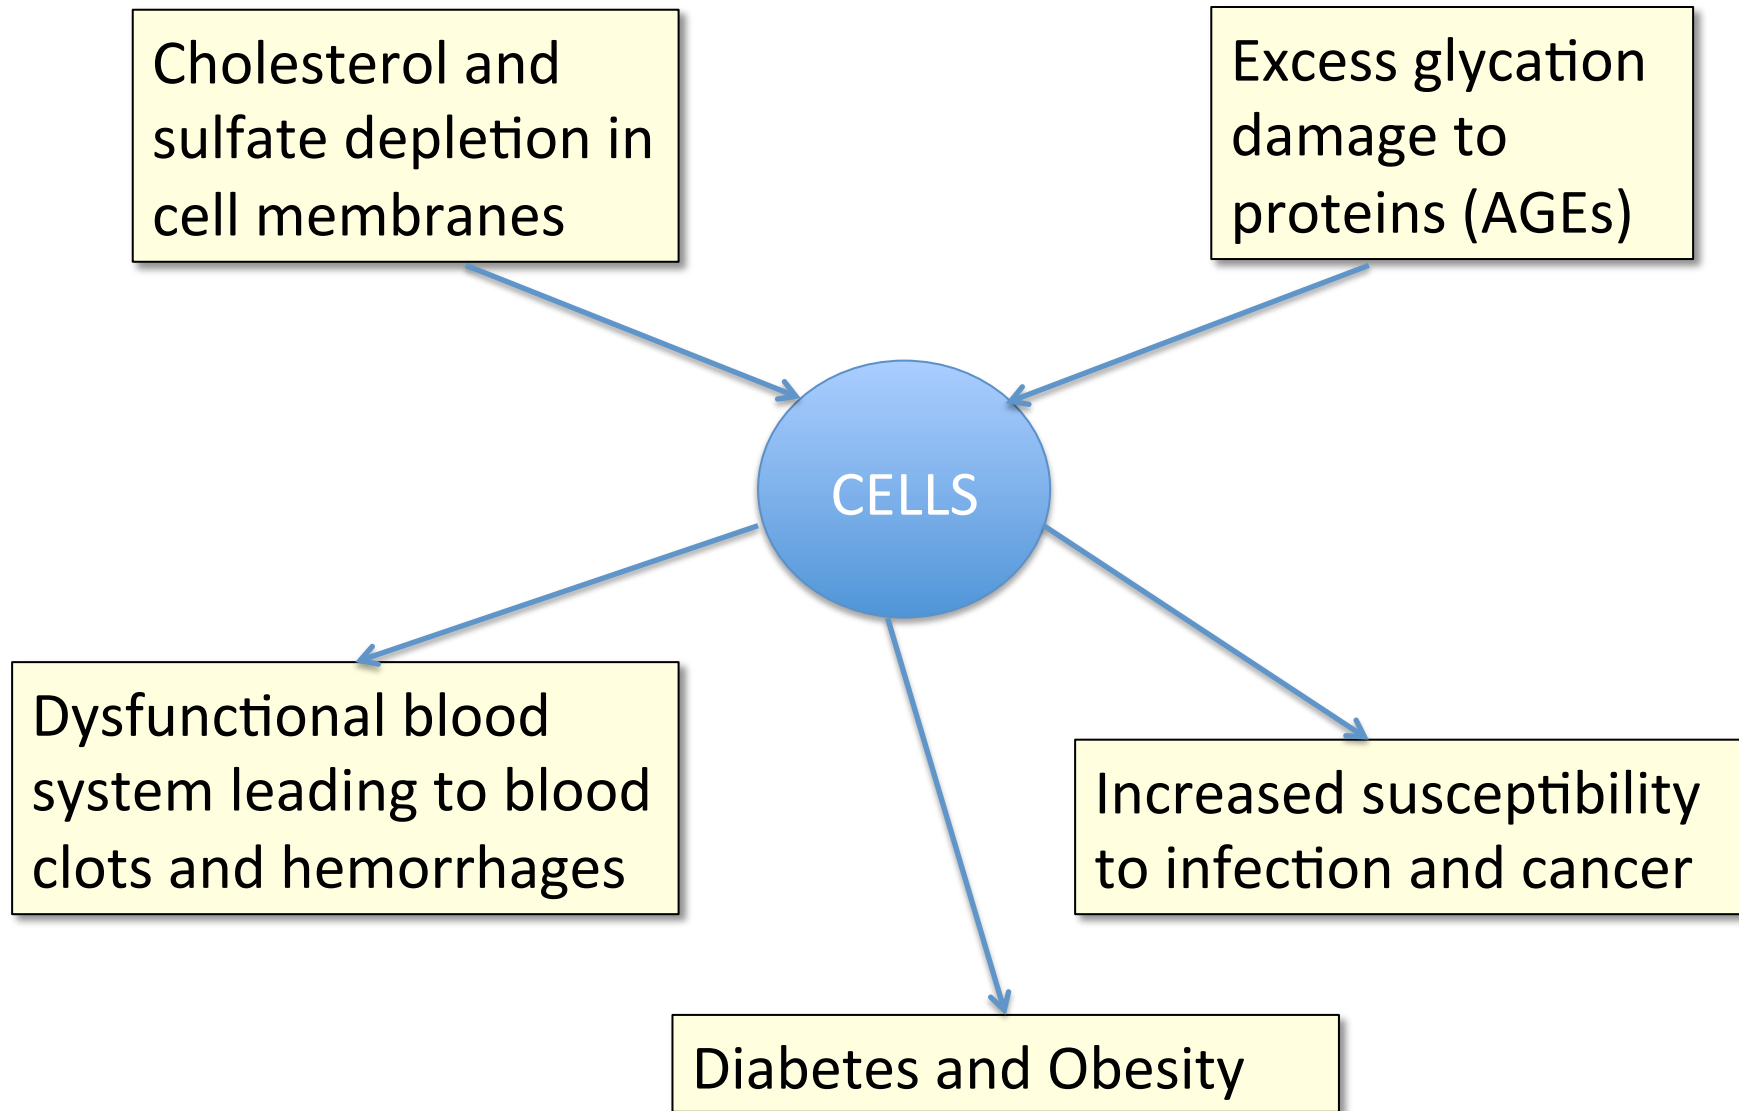 Cholesterol and
sulfate depletion in
cell membranes
Excess glycation
damage to
proteins (AGEs)
CELLS
Dysfunctional blood
system leading to blood
clots and hemorrhages
Increased susceptibility
to infection and cancer
Diabetes and Obesity